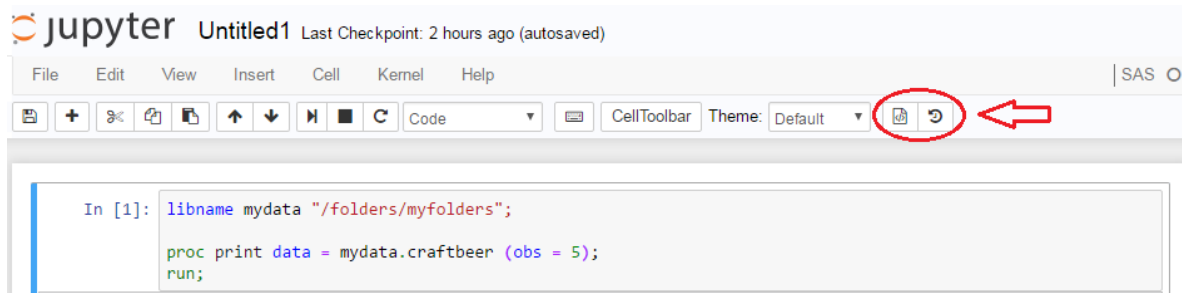 jupyter Untitled1 Last Checkpoint: 2 hours ago (autosaved)
File Edit View Insert Cell Kernel Help SAS
Code CellToolbar Theme: Default
In [1]: libname mydata "/folders/myfolders";
proc print data = mydata.craftbeer (obs = 5);
run;